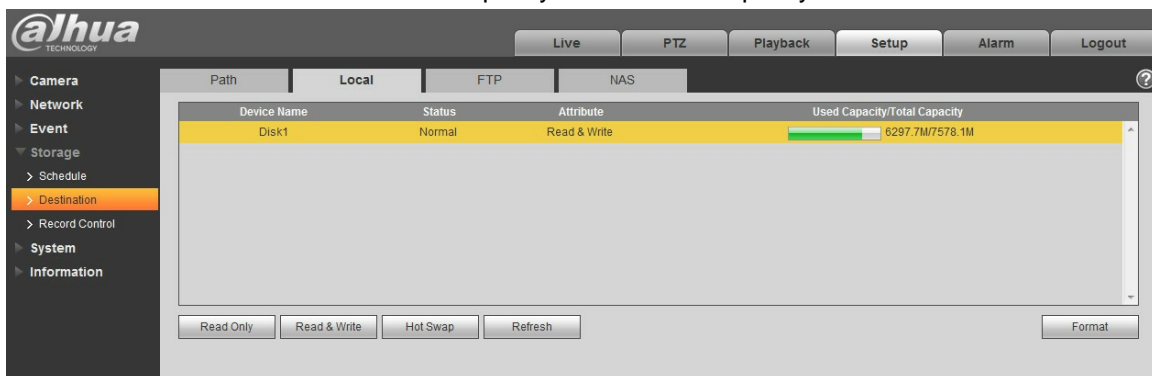 alhua
TECHNOLOGY
Live PTZ Playback Setup Alarm Logout
Camera
Network
Event
Storage
Schedule
Destination
Record Control
System
Information
Path Local FTP NAS
Device Name Status Attribute Used Capacity/Total Capacity
Disk1 Normal Read & Write 6297.7M/7578.1M
Read Only Read & Write Hot Swap Refresh Format